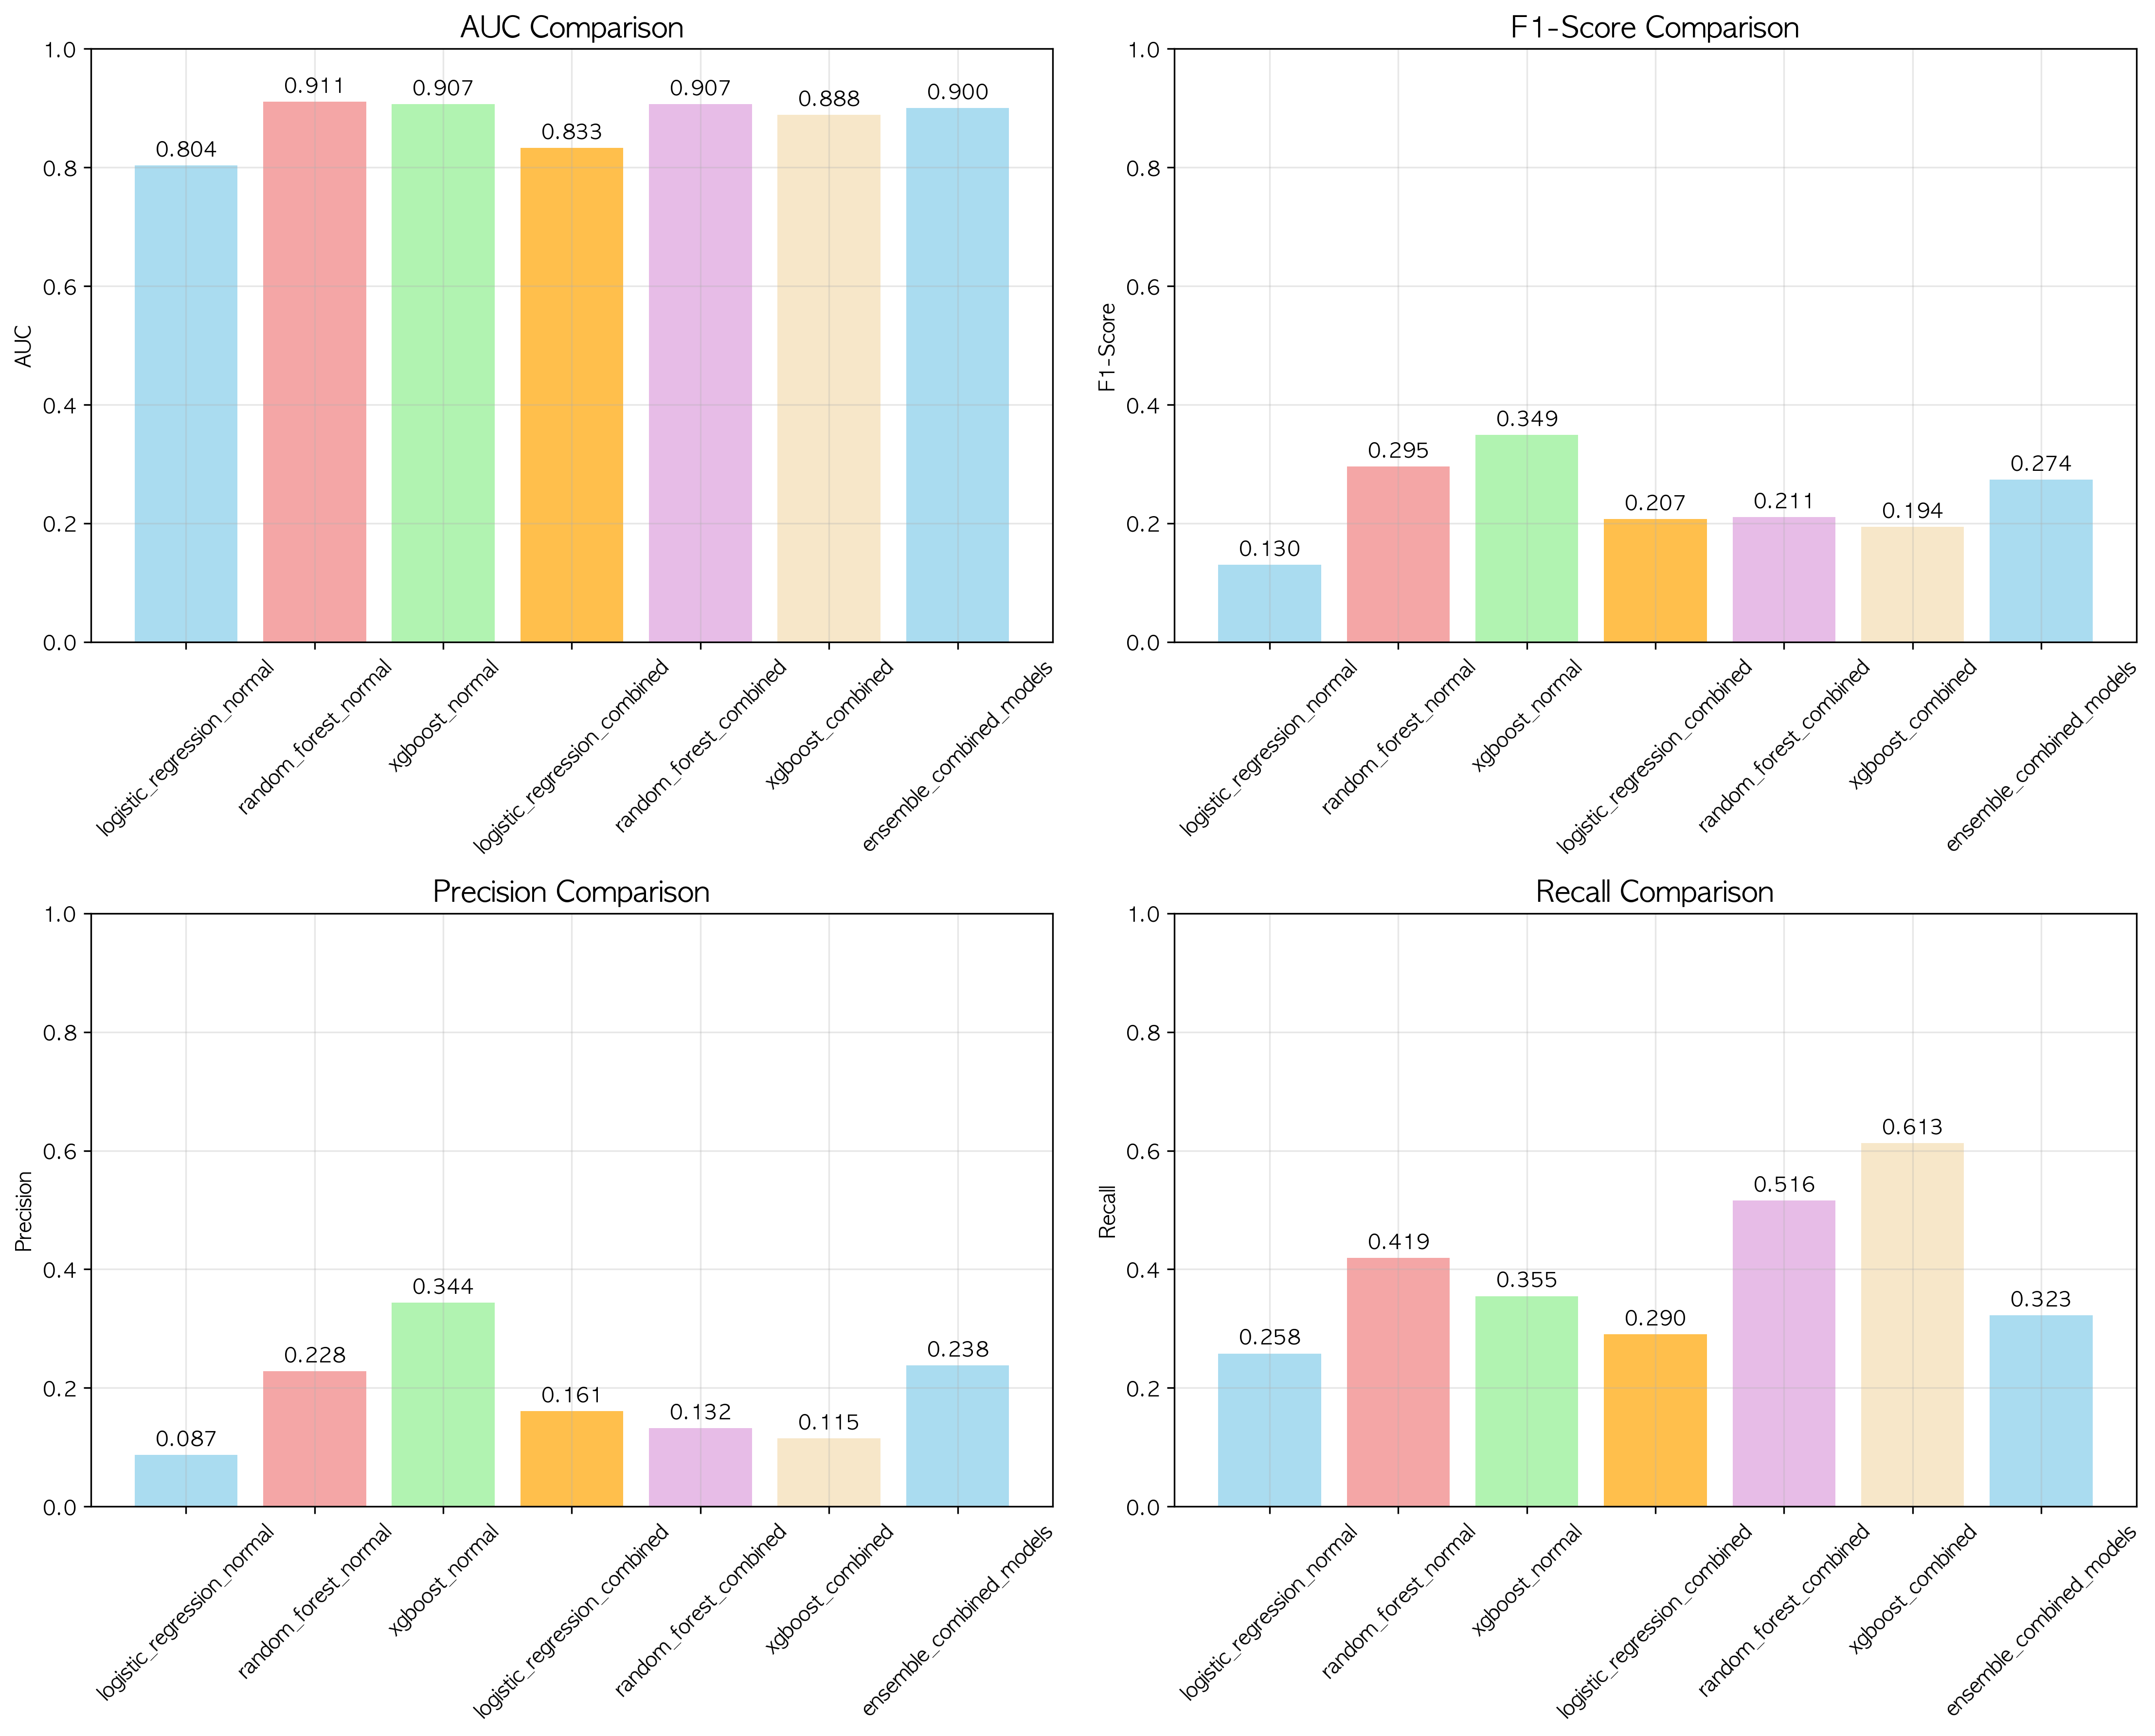 AUC Comparison
AUC
1.0
0.8
0.6
0.4
0.2
0.0
0.804
0.911
0.907
0.833
0.907
0.888
0.900
logistic_regression_normal
random_forest_normal
xgboost_normal
logistic_regression_combined
random_forest_combined
xgboost_combined
ensemble_combined_models
F1-Score Comparison
F1-Score
1.0
0.8
0.6
0.4
0.2
0.0
0.130
0.295
0.349
0.207
0.211
0.194
0.274
logistic_regression_normal
random_forest_normal
xgboost_normal
logistic_regression_combined
random_forest_combined
xgboost_combined
ensemble_combined_models
Precision Comparison
Precision
1.0
0.8
0.6
0.4
0.2
0.0
0.087
0.228
0.344
0.161
0.132
0.115
0.238
logistic_regression_normal
random_forest_normal
xgboost_normal
logistic_regression_combined
random_forest_combined
xgboost_combined
ensemble_combined_models
Recall Comparison
Recall
1.0
0.8
0.6
0.4
0.2
0.0
0.258
0.419
0.355
0.290
0.516
0.613
0.323
logistic_regression_normal
random_forest_normal
xgboost_normal
logistic_regression_combined
random_forest_combined
xgboost_combined
ensemble_combined_models